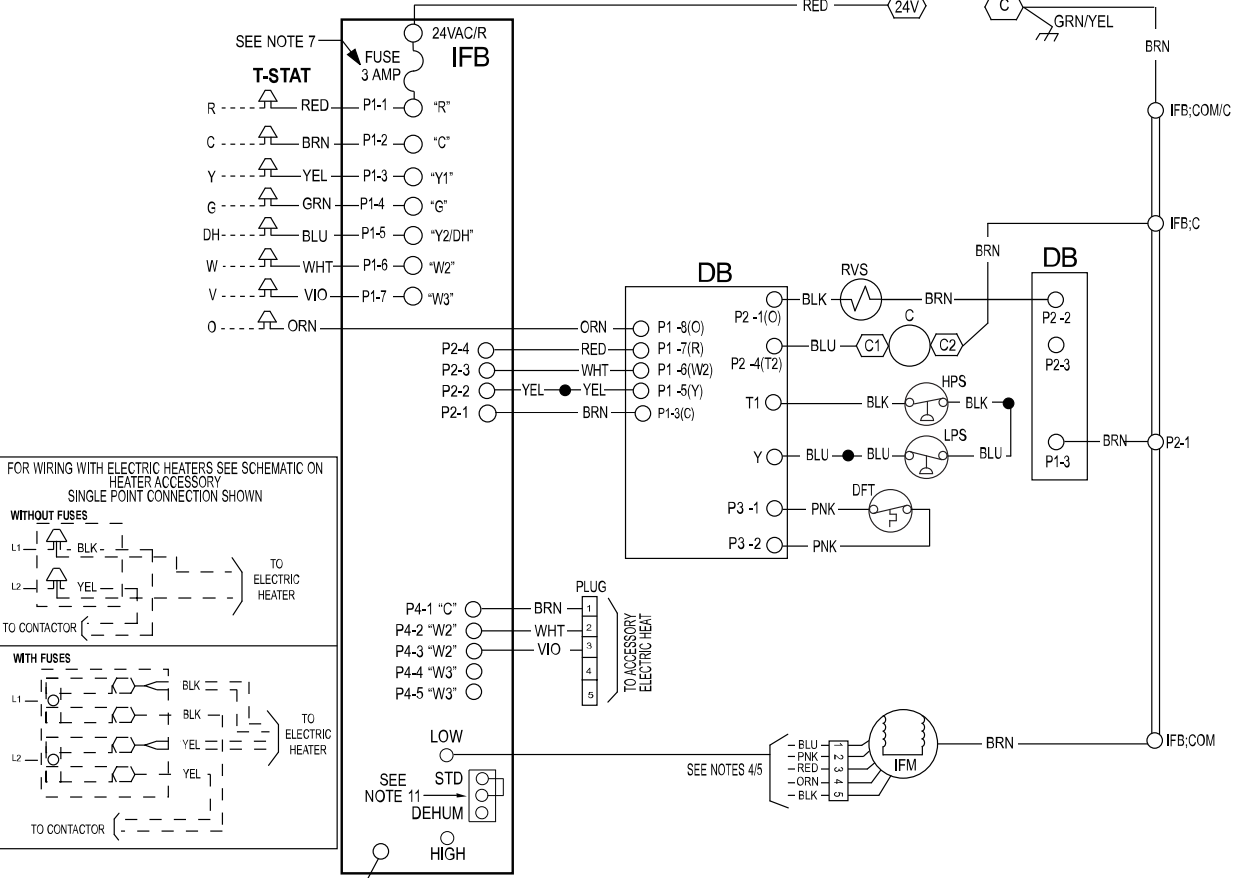 RED
24V
C
GRN/YEL
BRN
SEE NOTE 7
24VAC/R
IFB
FUSE
3 AMP
T-STAT
R RED P1-1 "R"
C BRN P1-2 "C"
Y YEL P1-3 "Y1"
G GRN P1-4 "G"
DH BLU P1-5 "Y2/DH"
W WHT P1-6 "W2"
V VIO P1-7 "W3"
O ORN
IFB;COM/C
IFB;C
BRN
DB
ORN P1 -8(O)
P2-4 RED P1 -7(R)
P2-3 WHT P1 -6(W2)
P2-2 YEL YEL P1 -5(Y)
P2-1 BRN P1-3(C)
RVS
P2 -1(O) BLK BRN
C
P2 -4(T2) BLU C1 C2
HPS
T1 BLK BLK
LPS
Y BLU BLU BLU
DFT
P3 -1 PNK
P3 -2 PNK
DB
P2 -2
P2-3
P1-3
BRN
P2-1
FOR WIRING WITH ELECTRIC HEATERS SEE SCHEMATIC ON
HEATER ACCESSORY
SINGLE POINT CONNECTION SHOWN
WITHOUT FUSES
L1 BLK
L2 YEL
TO
ELECTRIC
HEATER
TO CONTACTOR
WITH FUSES
L1
BLK
BLK
L2
YEL
YEL
TO
ELECTRIC
HEATER
TO CONTACTOR
PLUG
P4-1 "C" BRN 1
P4-2 "W2" WHT 2
P4-3 "W2" VIO 3
P4-4 "W3" 4
P4-5 "W3" 5
TO ACCESSORY
ELECTRIC HEAT
LOW
SEE
NOTE 11
STD
DEHUM
HIGH
SEE NOTES 4/5
BLU 1
PNK 2
RED 3
ORN 4
BLK 5
IFM
BRN
IFB;COM